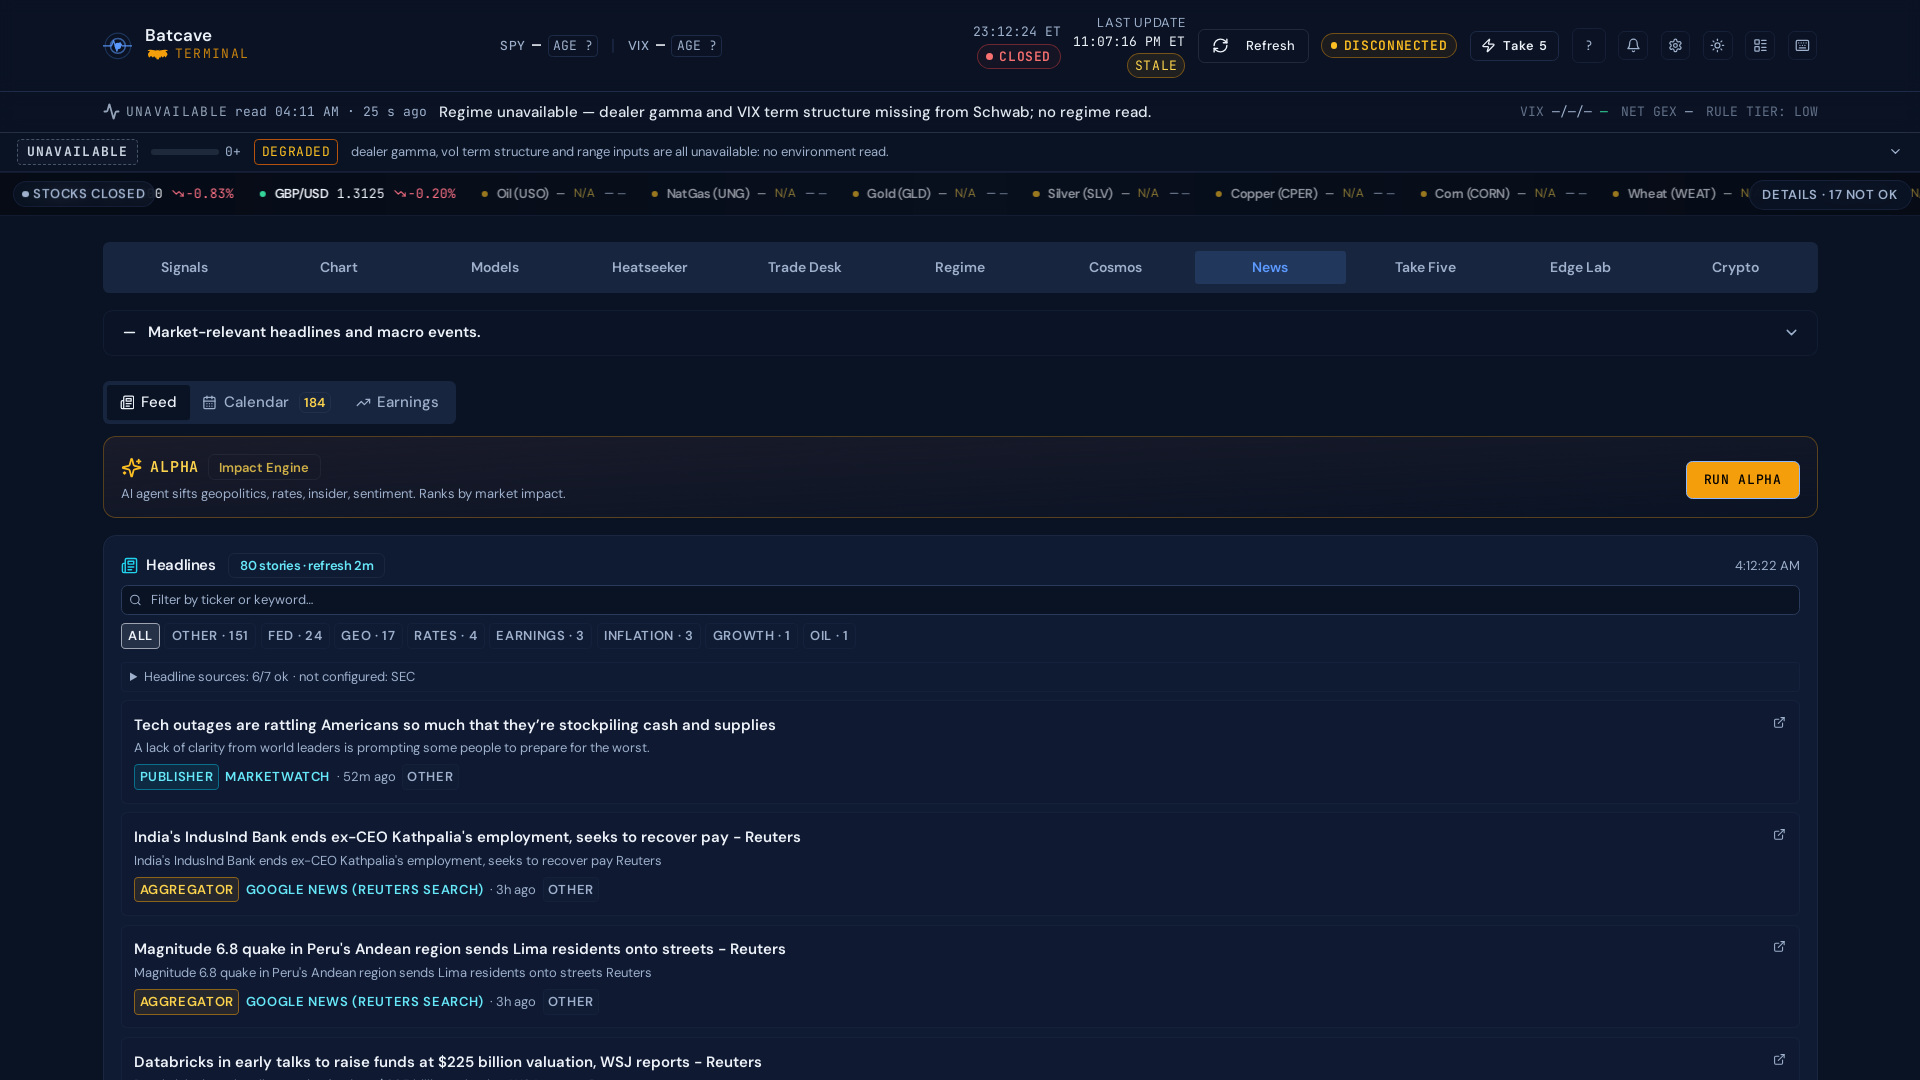 Batcave
TERMINAL
SPY — AGE ? VIX — AGE ?
23:12:24 ET
CLOSED
LAST UPDATE
11:07:16 PM ET
STALE
Refresh
DISCONNECTED
Take 5
?
UNAVAILABLE read 04:11 AM · 25 s ago Regime unavailable — dealer gamma and VIX term structure missing from Schwab; no regime read.
VIX —/—/— — NET GEX — RULE TIER: LOW
UNAVAILABLE 0+ DEGRADED dealer gamma, vol term structure and range inputs are all unavailable: no environment read.
STOCKS CLOSED 0 -0.83% GBP/USD 1.3125 -0.20% Oil (USO) — N/A — — NatGas (UNG) — N/A — — Gold (GLD) — N/A — — Silver (SLV) — N/A — — Copper (CPER) — N/A — — Corn (CORN) — N/A — — Wheat (WEAT) — DETAILS · 17 NOT OK
Signals Chart Models Heatseeker Trade Desk Regime Cosmos News Take Five Edge Lab Crypto
— Market-relevant headlines and macro events.
Feed Calendar 184 Earnings
ALPHA Impact Engine
AI agent sifts geopolitics, rates, insider, sentiment. Ranks by market impact.
RUN ALPHA
Headlines 80 stories · refresh 2m 4:12:22 AM
Filter by ticker or keyword…
ALL OTHER · 151 FED · 24 GEO · 17 RATES · 4 EARNINGS · 3 INFLATION · 3 GROWTH · 1 OIL · 1
Headline sources: 6/7 ok · not configured: SEC
Tech outages are rattling Americans so much that they’re stockpiling cash and supplies
A lack of clarity from world leaders is prompting some people to prepare for the worst.
PUBLISHER MARKETWATCH · 52m ago OTHER
India's IndusInd Bank ends ex-CEO Kathpalia's employment, seeks to recover pay - Reuters
India's IndusInd Bank ends ex-CEO Kathpalia's employment, seeks to recover pay Reuters
AGGREGATOR GOOGLE NEWS (REUTERS SEARCH) · 3h ago OTHER
Magnitude 6.8 quake in Peru's Andean region sends Lima residents onto streets - Reuters
Magnitude 6.8 quake in Peru's Andean region sends Lima residents onto streets Reuters
AGGREGATOR GOOGLE NEWS (REUTERS SEARCH) · 3h ago OTHER
Databricks in early talks to raise funds at $225 billion valuation, WSJ reports - Reuters